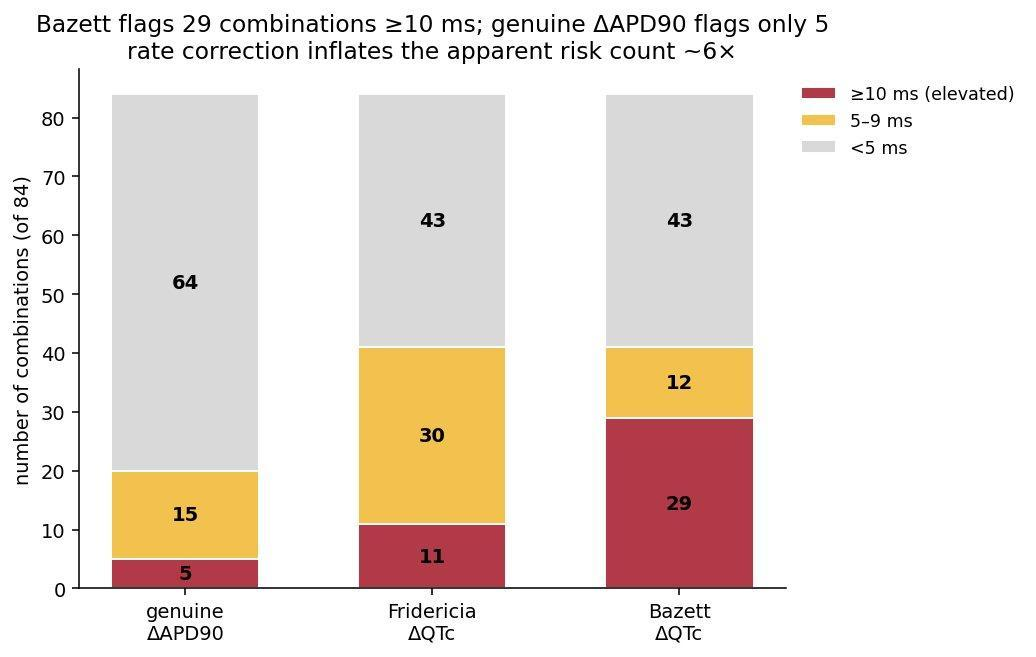 Bazett flags 29 combinations ≥10 ms; genuine ΔAPD90 flags only 5
rate correction inflates the apparent risk count ~6×
≥10 ms (elevated)
5–9 ms
<5 ms
number of combinations (of 84)
80
70
60
50
40
30
20
10
0
64
15
5
43
30
11
43
12
29
genuine
ΔAPD90
Fridericia
ΔQTc
Bazett
ΔQTc